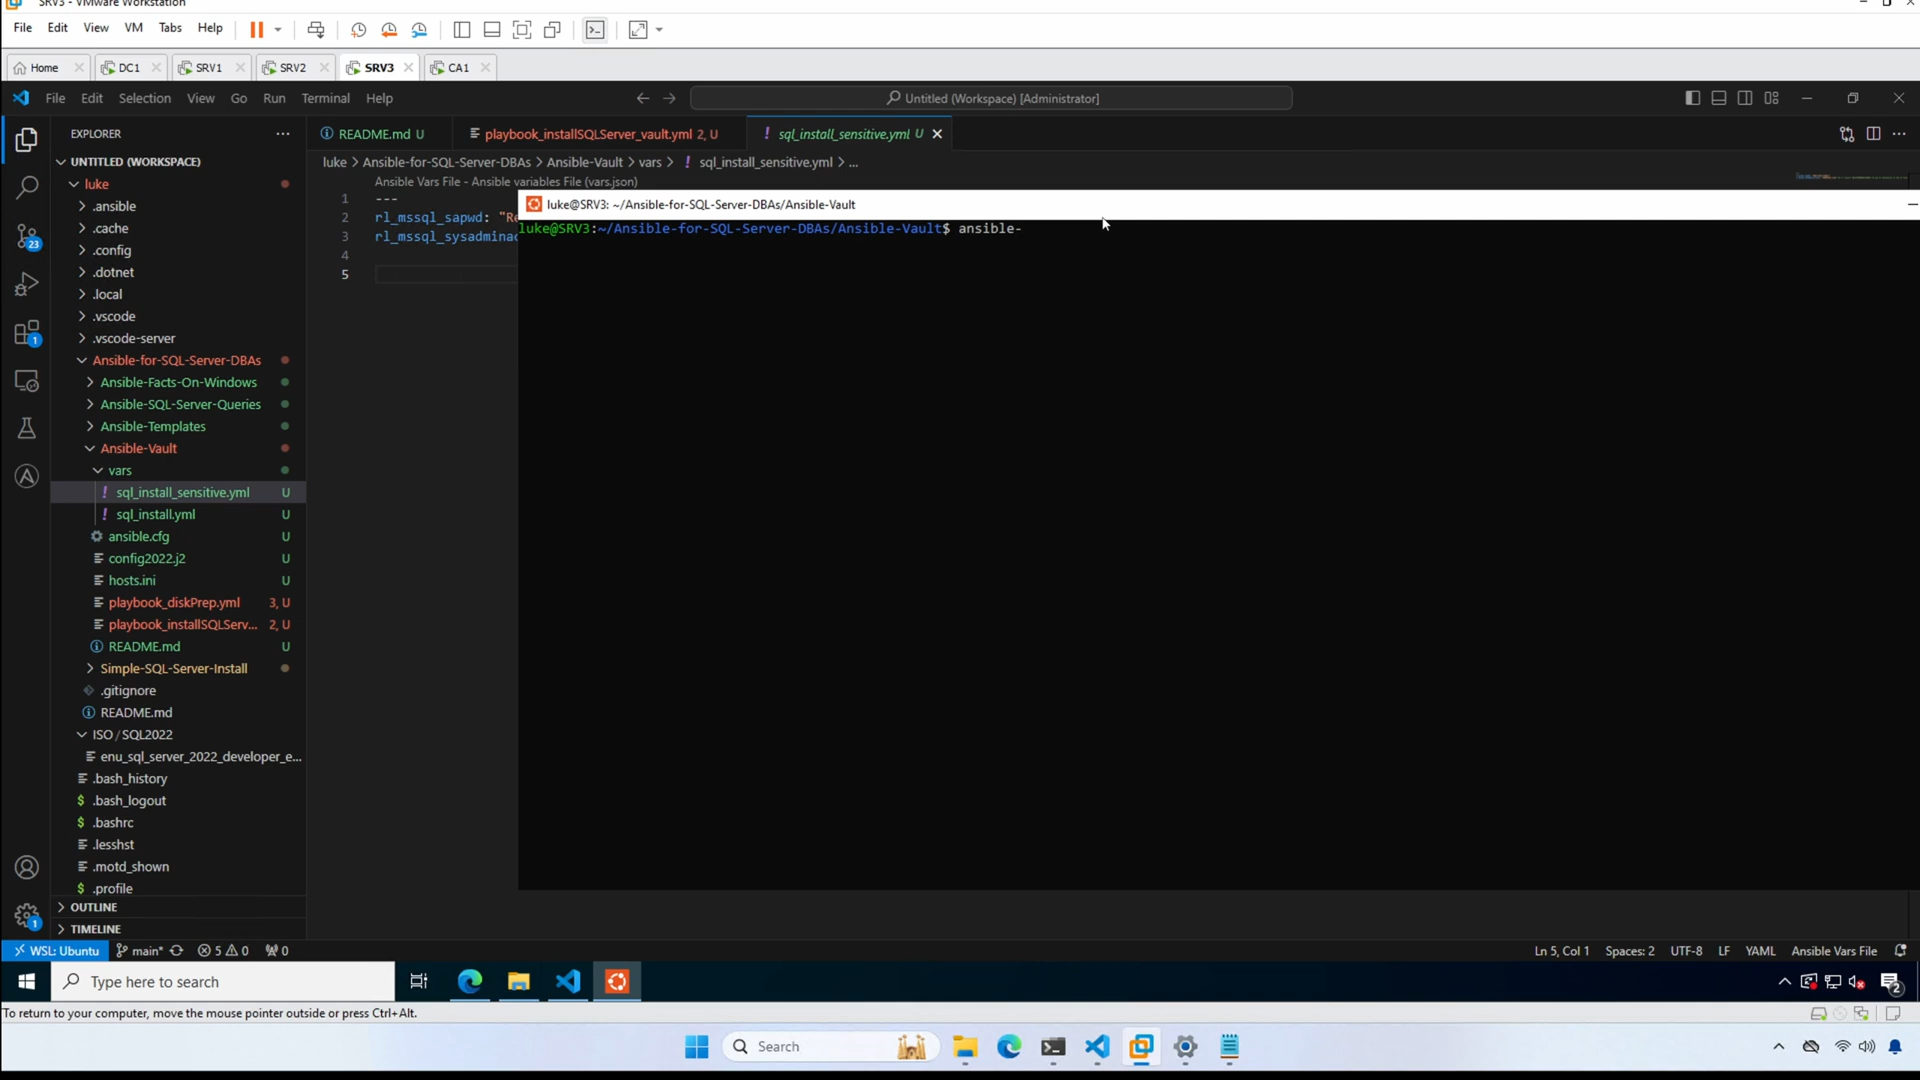 SRV3 - VMware Workstation
File Edit View VM Tabs Help
Home DC1 SRV1 SRV2 SRV3 CA1
File Edit Selection View Go Run Terminal Help
Untitled (Workspace) [Administrator]
EXPLORER
README.md U
playbook_installSQLServer_vault.yml 2, U
! sql_install_sensitive.yml U
UNTITLED (WORKSPACE)
luke > Ansible-for-SQL-Server-DBAs > Ansible-Vault > vars > ! sql_install_sensitive.yml > ...
Ansible Vars File - Ansible variables File (vars.json)
1 ---
2 rl_mssql_sapwd: "Re
3 rl_mssql_sysadminac
4
5
luke@SRV3: ~/Ansible-for-SQL-Server-DBAs/Ansible-Vault
luke@SRV3:~/Ansible-for-SQL-Server-DBAs/Ansible-Vault$ ansible-
luke
.ansible
.cache
.config
.dotnet
.local
.vscode
.vscode-server
Ansible-for-SQL-Server-DBAs
Ansible-Facts-On-Windows
Ansible-SQL-Server-Queries
Ansible-Templates
Ansible-Vault
vars
! sql_install_sensitive.yml U
! sql_install.yml U
ansible.cfg U
config2022.j2 U
hosts.ini U
playbook_diskPrep.yml 3, U
playbook_installSQLServ... 2, U
README.md U
Simple-SQL-Server-Install
.gitignore
README.md
ISO / SQL2022
enu_sql_server_2022_developer_e...
.bash_history
$ .bash_logout
$ .bashrc
.lesshst
.motd_shown
$ .profile
OUTLINE
TIMELINE
23
1
1
WSL: Ubuntu main* 5 0 0
Ln 5, Col 1 Spaces: 2 UTF-8 LF YAML Ansible Vars File
Type here to search
2
To return to your computer, move the mouse pointer outside or press Ctrl+Alt.
Search